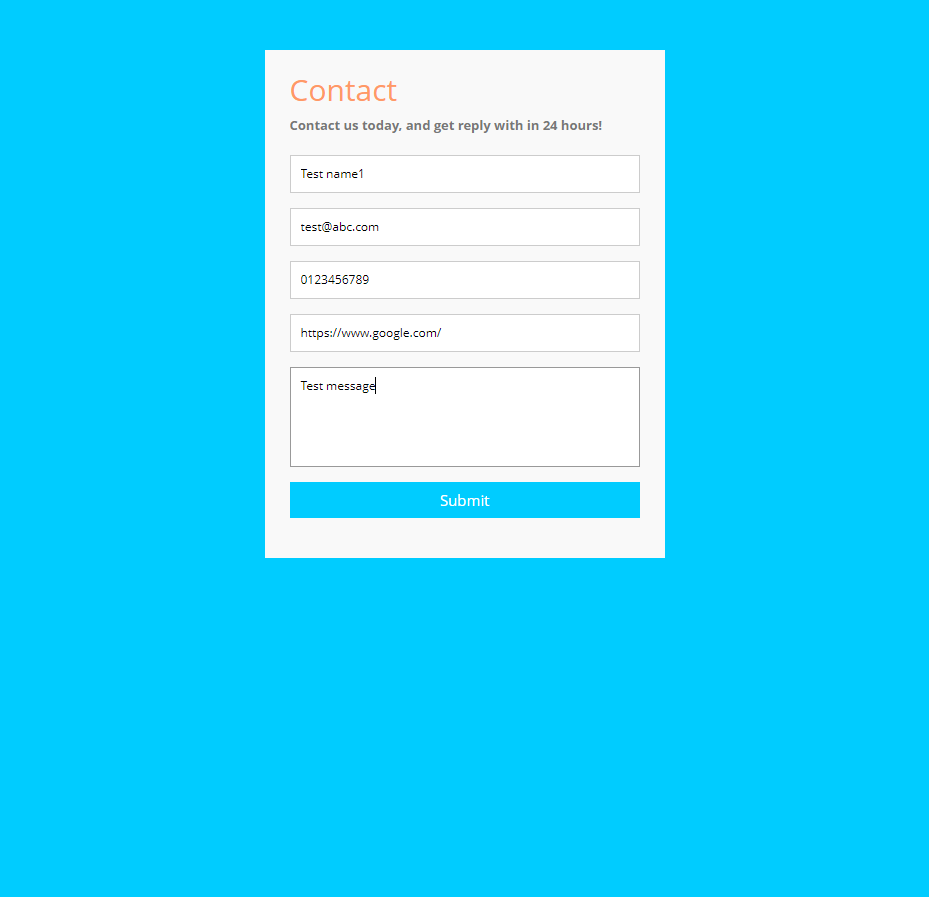 Contact
Contact us today, and get reply with in 24 hours!
Test name1
test@abc.com
0123456789
https://www.google.com/
Test message
Submit